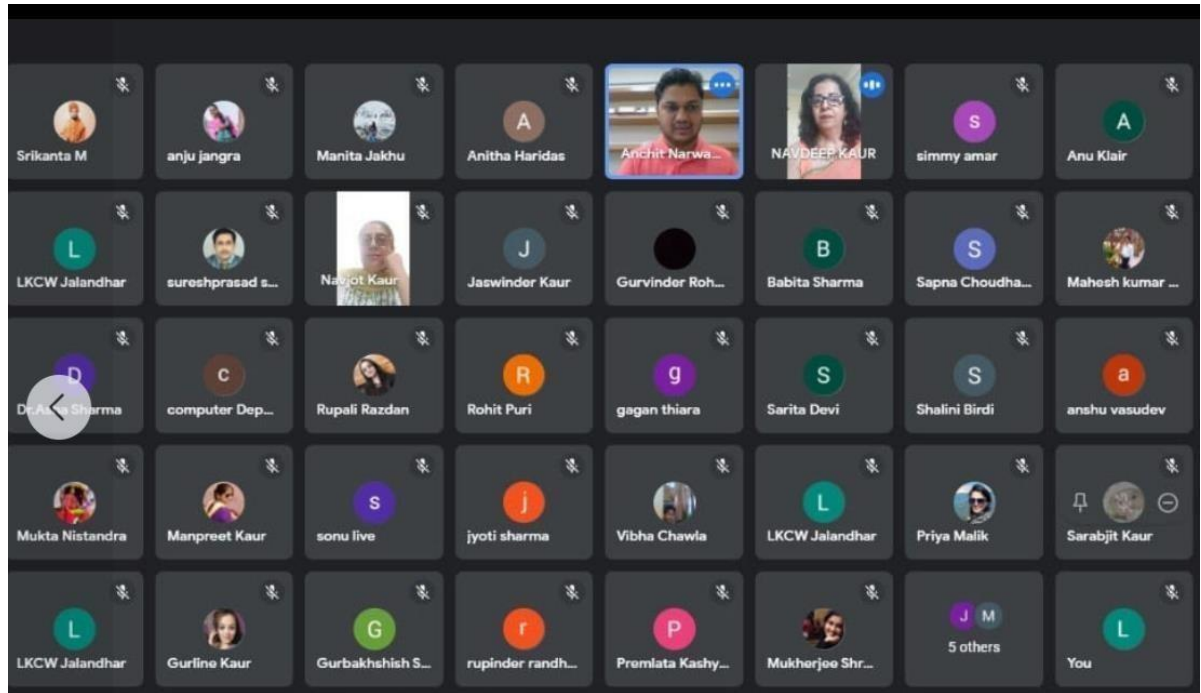 Srikanta M
anju jangra
Manita Jakhu
A
Anitha Haridas
Anchit Narwa...
NAVDEEP KAUR
s
simmy amar
A
Anu Klair
L
LKCW Jalandhar
sureshprasad s...
Navjot Kaur
J
Jaswinder Kaur
Gurvinder Roh...
B
Babita Sharma
S
Sapna Choudha...
Mahesh kumar ...
D
Dr.Asha Sharma
c
computer Dep...
Rupali Razdan
R
Rohit Puri
g
gagan thiara
S
Sarita Devi
S
Shalini Birdi
a
anshu vasudev
Mukta Nistandra
Manpreet Kaur
s
sonu live
j
jyoti sharma
Vibha Chawla
L
LKCW Jalandhar
Priya Malik
Sarabjit Kaur
L
LKCW Jalandhar
Gurline Kaur
G
Gurbakhshish S...
r
rupinder randh...
P
Premlata Kashy...
Mukherjee Shr...
J M
5 others
L
You